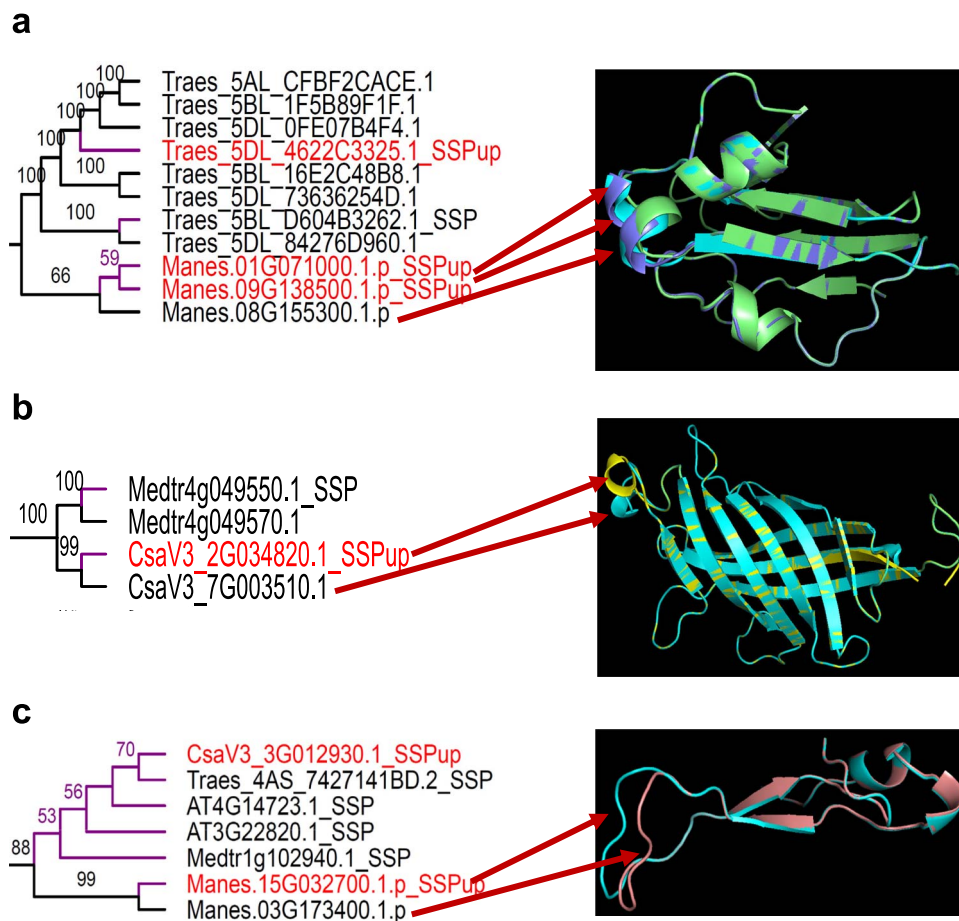 a
100
Traes_5AL_CFBF2CACE.1
100
Traes_5BL_1F5B89F1F.1
100
Traes_5DL_0FE07B4F4.1
100
Traes_5DL_4622C3325.1_SSPup
100
Traes_5BL_16E2C48B8.1
100
Traes_5DL_73636254D.1
Traes_5BL_D604B3262.1_SSP
100
Traes_5DL_84276D960.1
59
Manes.01G071000.1.p_SSPup
66
Manes.09G138500.1.p_SSPup
Manes.08G155300.1.p
b
100
Medtr4g049550.1_SSP
100
Medtr4g049570.1
99
CsaV3_2G034820.1_SSPup
CsaV3_7G003510.1
c
70
CsaV3_3G012930.1_SSPup
56
Traes_4AS_7427141BD.2_SSP
AT4G14723.1_SSP
53
AT3G22820.1_SSP
88
Medtr1g102940.1_SSP
99
Manes.15G032700.1.p_SSPup
Manes.03G173400.1.p